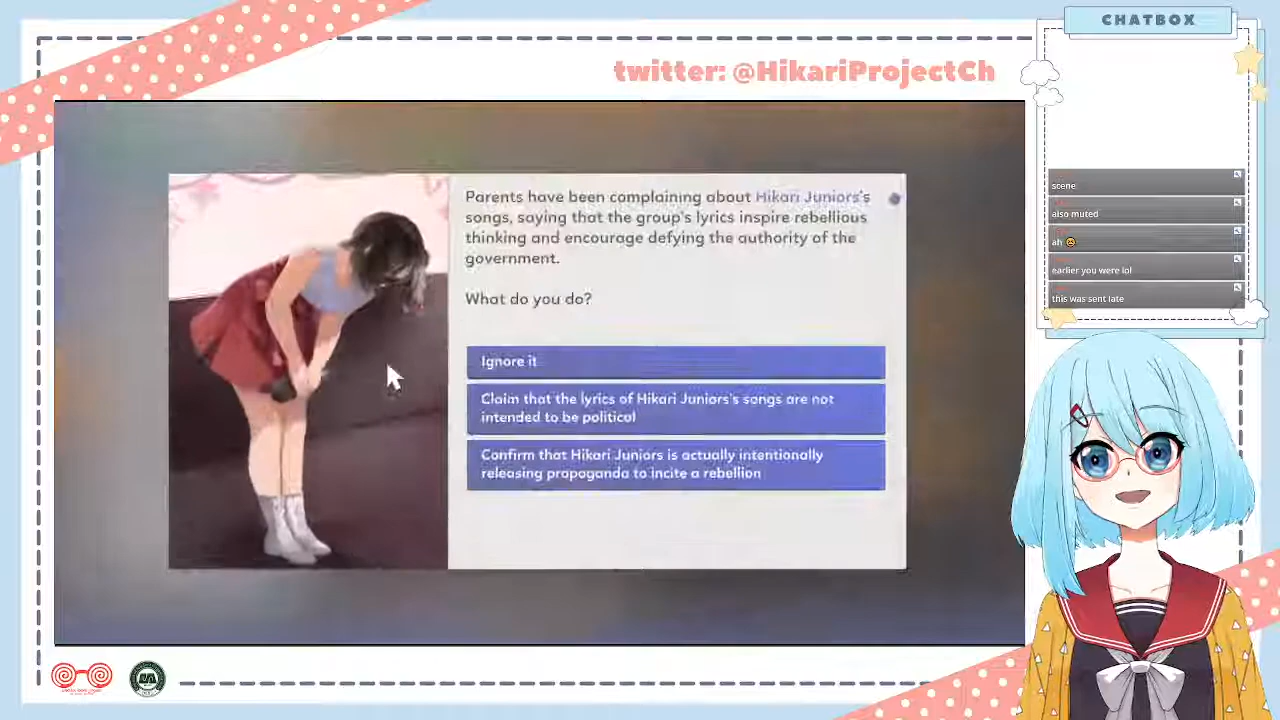 CHATBOX
twitter: @HikariProjectCh
scene
also muted
ah
earlier you were lol
this was sent late
Parents have been complaining about Hikari Juniors's
songs, saying that the group's lyrics inspire rebellious
thinking and encourage defying the authority of the
government.
What do you do?
Ignore it
Claim that the lyrics of Hikari Juniors's songs are not
intended to be political
Confirm that Hikari Juniors is actually intentionally
releasing propaganda to incite a rebellion